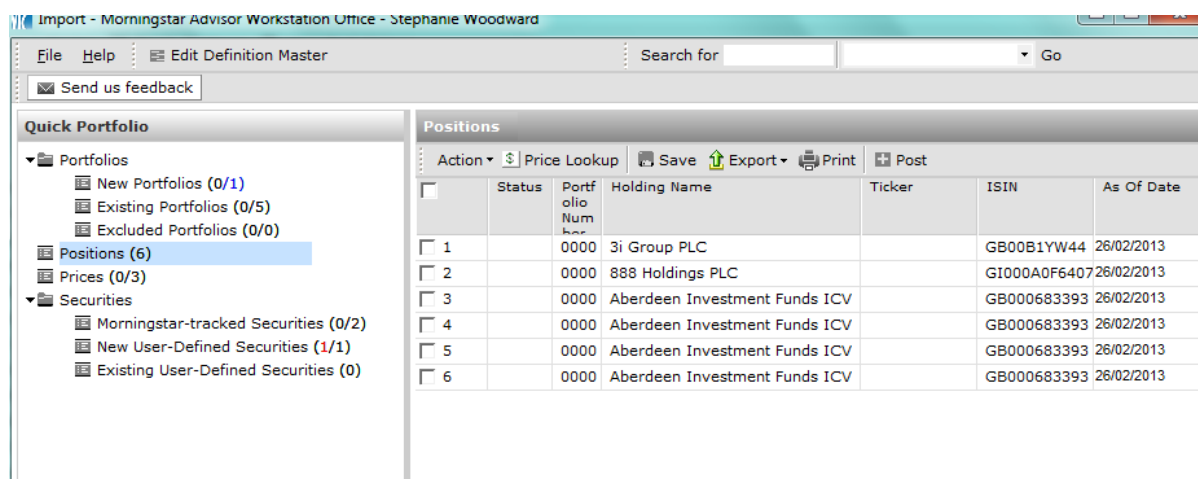 Import - Morningstar Advisor Workstation Office - Stephanie Woodward
File Help Edit Definition Master Search for Go
Send us feedback
Quick Portfolio
Portfolios
New Portfolios (0/1)
Existing Portfolios (0/5)
Excluded Portfolios (0/0)
Positions (6)
Prices (0/3)
Securities
Morningstar-tracked Securities (0/2)
New User-Defined Securities (1/1)
Existing User-Defined Securities (0)
Positions
Action Price Lookup Save Export Print Post
Status Portf Holding Name Ticker ISIN As Of Date
olio
Num
1 0000 3i Group PLC GB00B1YW44 26/02/2013
2 0000 888 Holdings PLC GI000A0F6407 26/02/2013
3 0000 Aberdeen Investment Funds ICV GB000683393 26/02/2013
4 0000 Aberdeen Investment Funds ICV GB000683393 26/02/2013
5 0000 Aberdeen Investment Funds ICV GB000683393 26/02/2013
6 0000 Aberdeen Investment Funds ICV GB000683393 26/02/2013